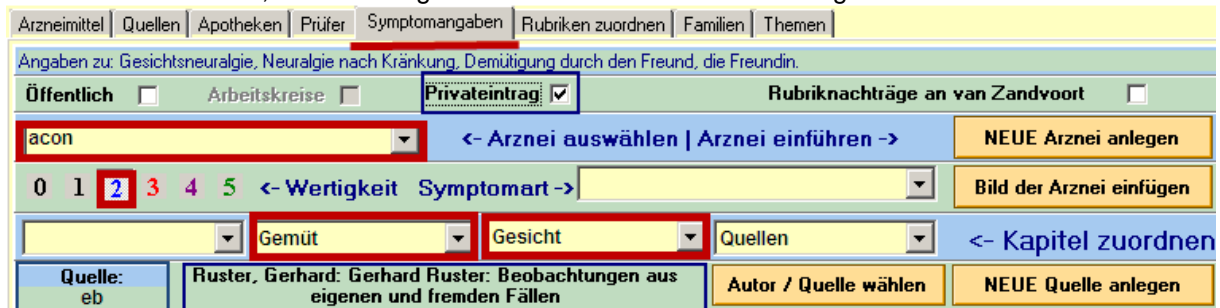 Arzneimittel Quellen Apotheken Prüfer Symptomangaben Rubriken zuordnen Familien Themen
Angaben zu: Gesichtsneuralgie, Neuralgie nach Kränkung, Demütigung durch den Freund, die Freundin.
Öffentlich Arbeitskreise Privateintrag Rubriknachträge an van Zandvoort
acon <- Arznei auswählen | Arznei einführen -> NEUE Arznei anlegen
0 1 2 3 4 5 <- Wertigkeit Symptomart -> Bild der Arznei einfügen
Gemüt Gesicht Quellen <- Kapitel zuordnen
Quelle: Ruster, Gerhard: Gerhard Ruster: Beobachtungen aus Autor / Quelle wählen NEUE Quelle anlegen
eb eigenen und fremden Fällen